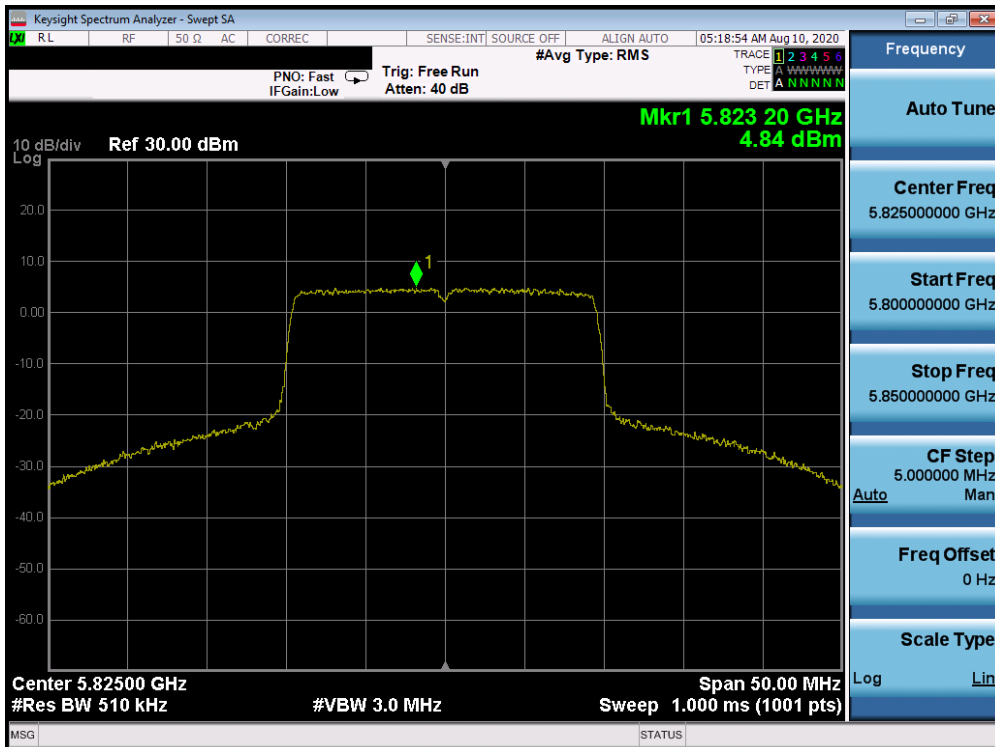 Keysight Spectrum Analyzer - Swept SA
LXI RL RF 50 Ω AC CORREC SENSE:INT SOURCE OFF ALIGN AUTO 05:18:54 AM Aug 10, 2020
#Avg Type: RMS
TRACE 1 2 3 4 5 6
TYPE A WWWWW
DET A N N N N N
PNO: Fast
IFGain:Low
Trig: Free Run
Atten: 40 dB
Mkr1 5.823 20 GHz
4.84 dBm
10 dB/div Ref 30.00 dBm
Log
20.0
10.0
0.00
-10.0
-20.0
-30.0
-40.0
-50.0
-60.0
1
Center 5.82500 GHz Span 50.00 MHz
#Res BW 510 kHz #VBW 3.0 MHz Sweep 1.000 ms (1001 pts)
MSG STATUS
Frequency
Auto Tune
Center Freq
5.825000000 GHz
Start Freq
5.800000000 GHz
Stop Freq
5.850000000 GHz
CF Step
5.000000 MHz
Auto Man
Freq Offset
0 Hz
Scale Type
Log Lin